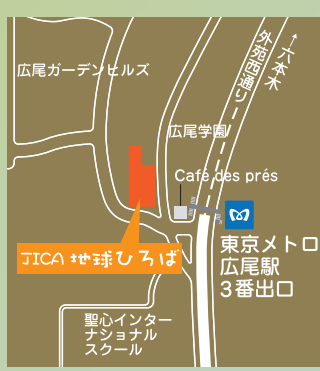 ↑六本木
外苑西通り
広尾ガーデンヒルズ
広尾学園
Café des prés
JICA 地球ひろば
東京メトロ
広尾駅
3番出口
聖心インター
ナショナル
スクール